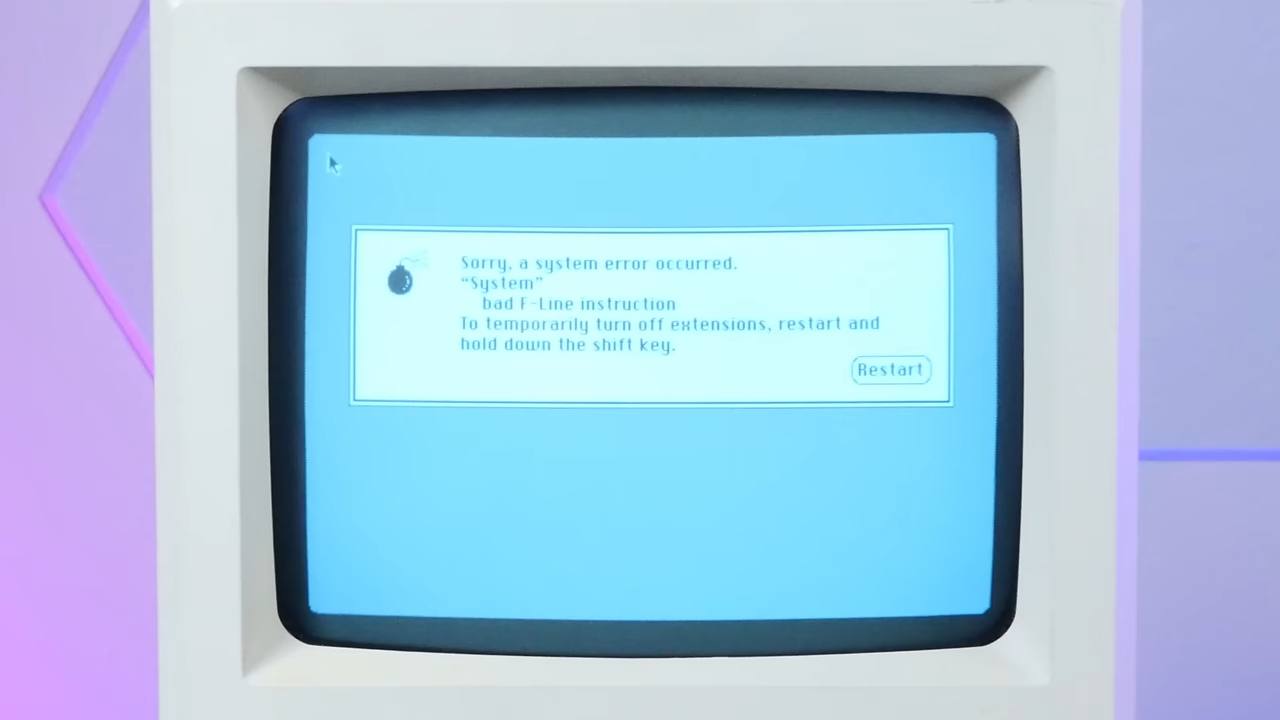 Sorry, a system error occurred.
“System”
bad F-Line instruction
To temporarily turn off extensions, restart and
hold down the shift key.
Restart